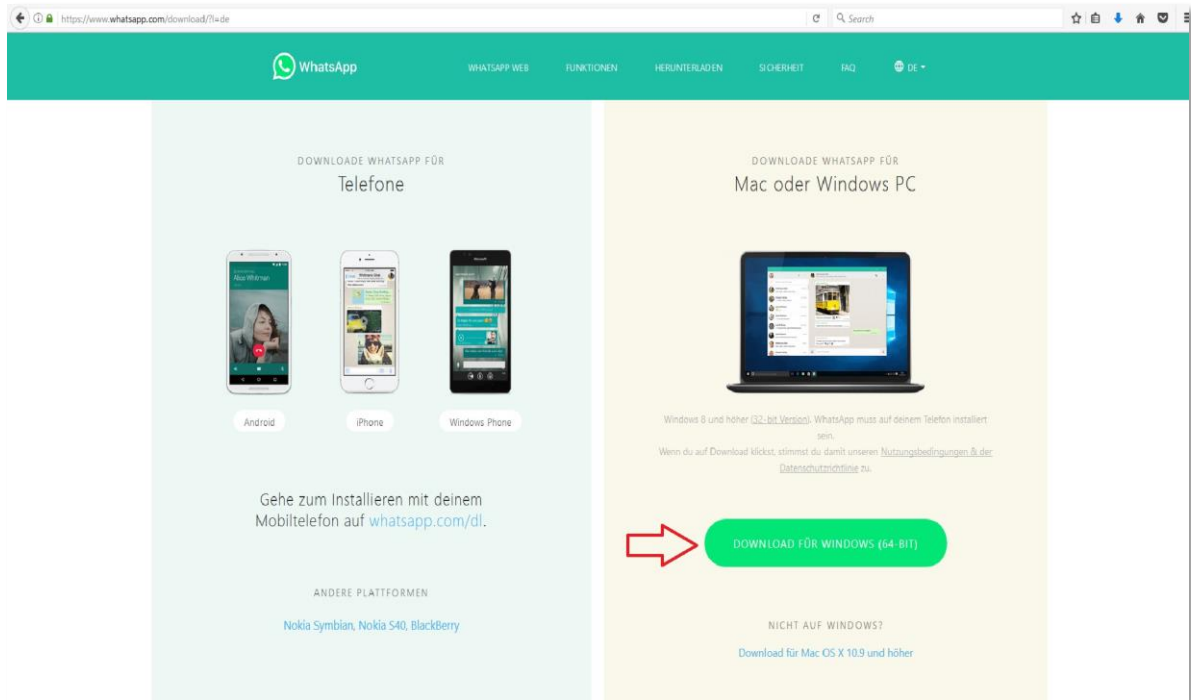 https://www.whatsapp.com/download/?l=de
Search
WhatsApp
WHATSAPP WEB
FUNKTIONEN
HERUNTERLADEN
SICHERHEIT
FAQ
DE
DOWNLOADE WHATSAPP FÜR
Telefone
Android
iPhone
Windows Phone
Gehe zum Installieren mit deinem
Mobiltelefon auf whatsapp.com/dl.
ANDERE PLATTFORMEN
Nokia Symbian, Nokia S40, BlackBerry
DOWNLOADE WHATSAPP FÜR
Mac oder Windows PC
Windows 8 und höher (32-bit Version). WhatsApp muss auf deinem Telefon installiert
sein.
Wenn du auf Download klickst, stimmst du damit unseren Nutzungsbedingungen & der
Datenschutzrichtlinie zu.
DOWNLOAD FÜR WINDOWS (64-BIT)
NICHT AUF WINDOWS?
Download für Mac OS X 10.9 und höher